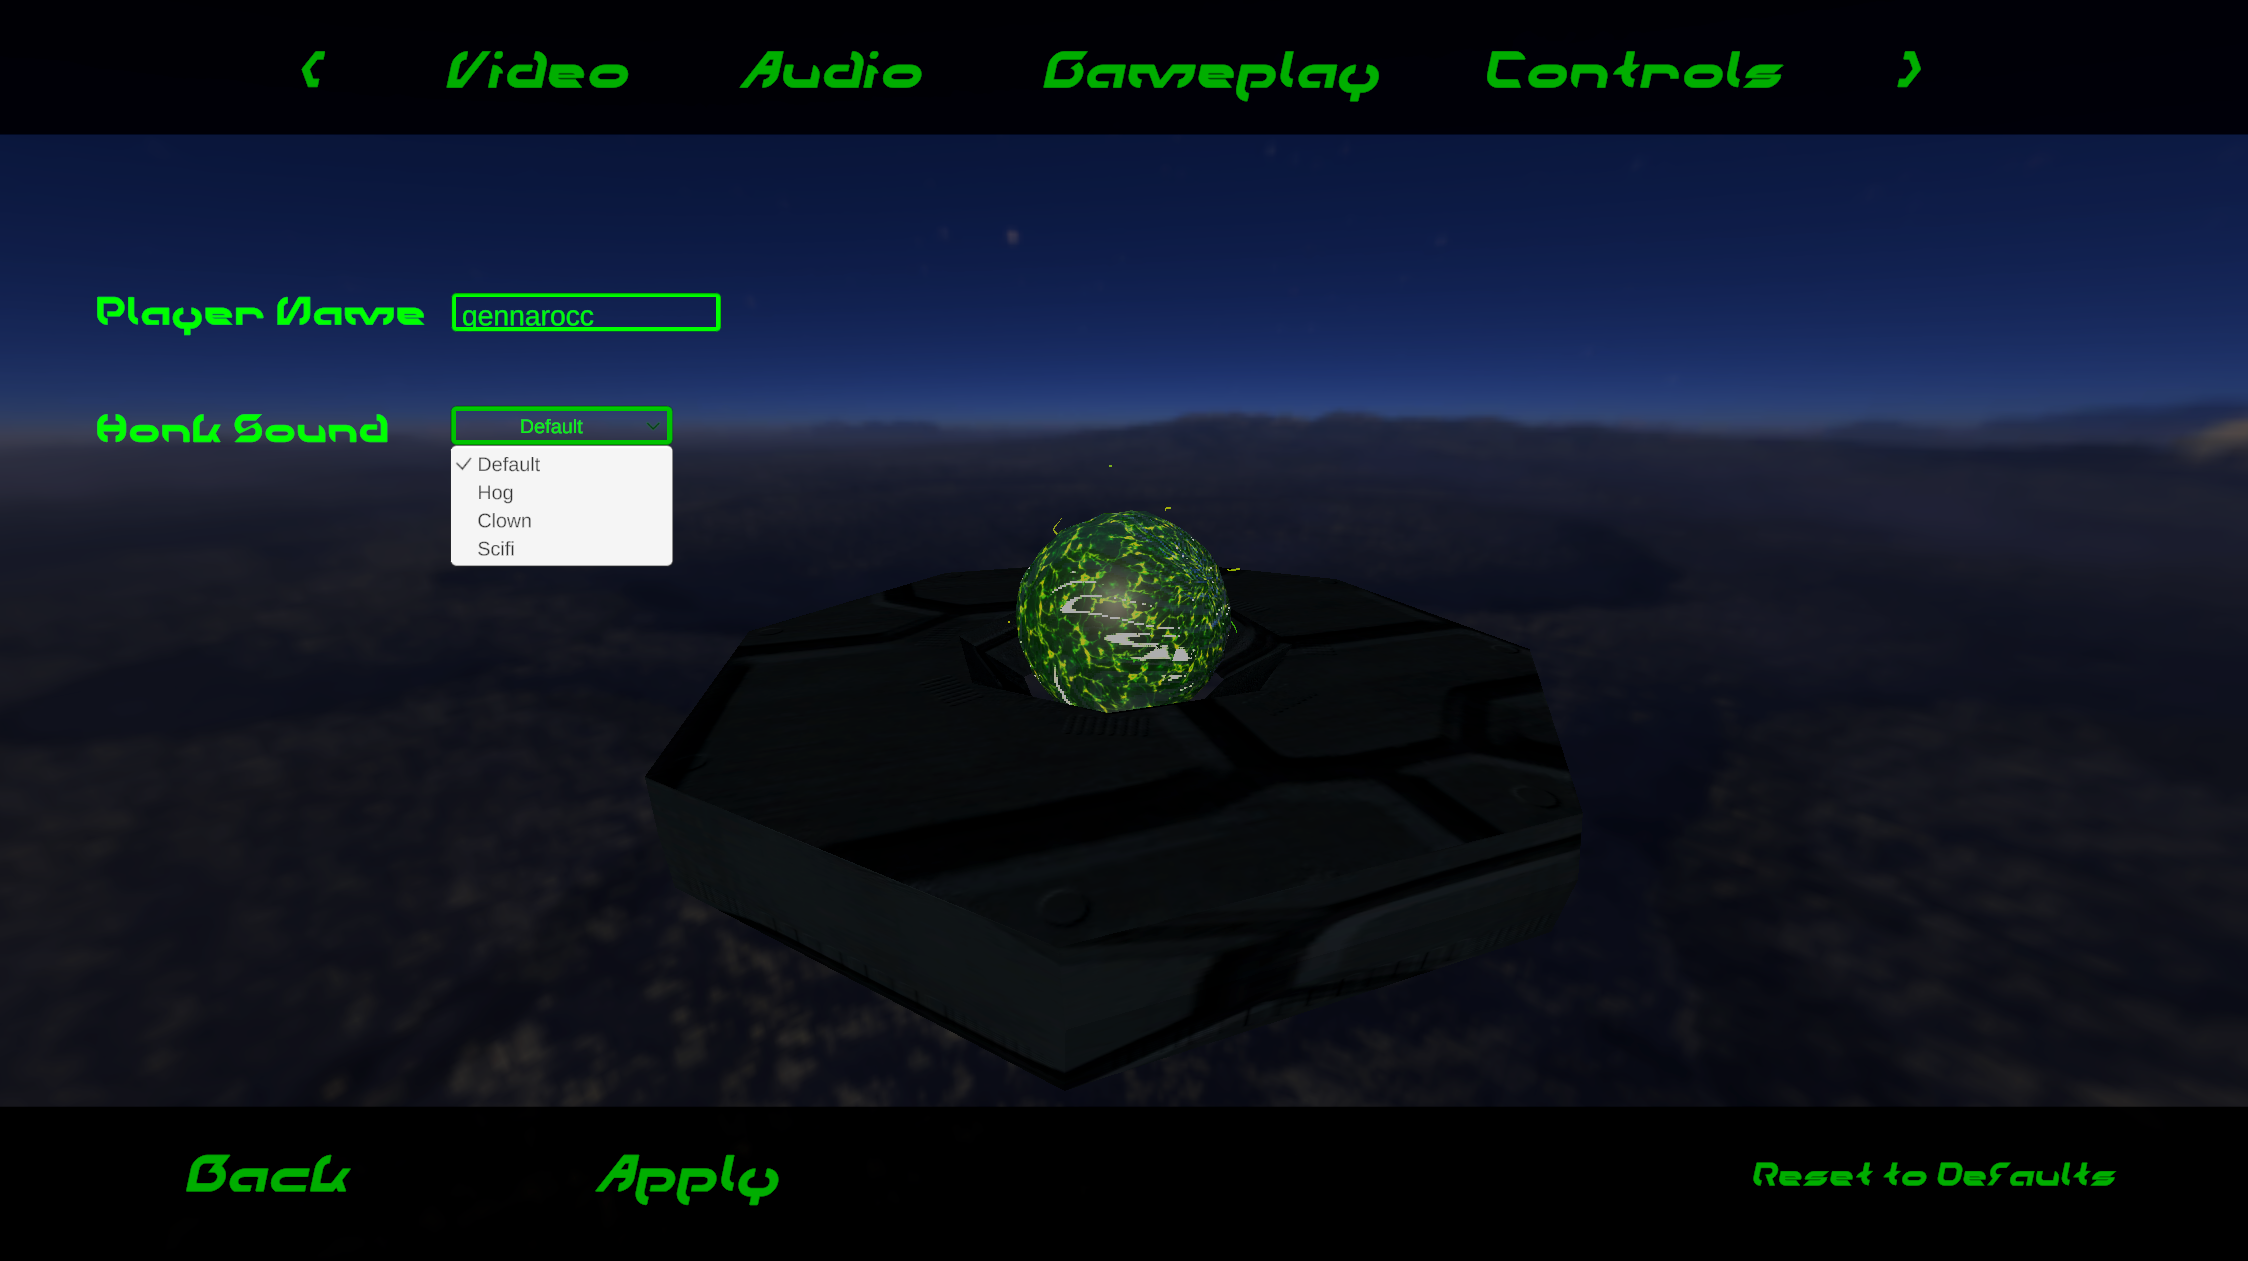 Video Audio Gameplay Controls
Player Name gennarocc
Honk Sound Default
Default
Hog
Clown
Scifi
Back Apply Reset to Defaults